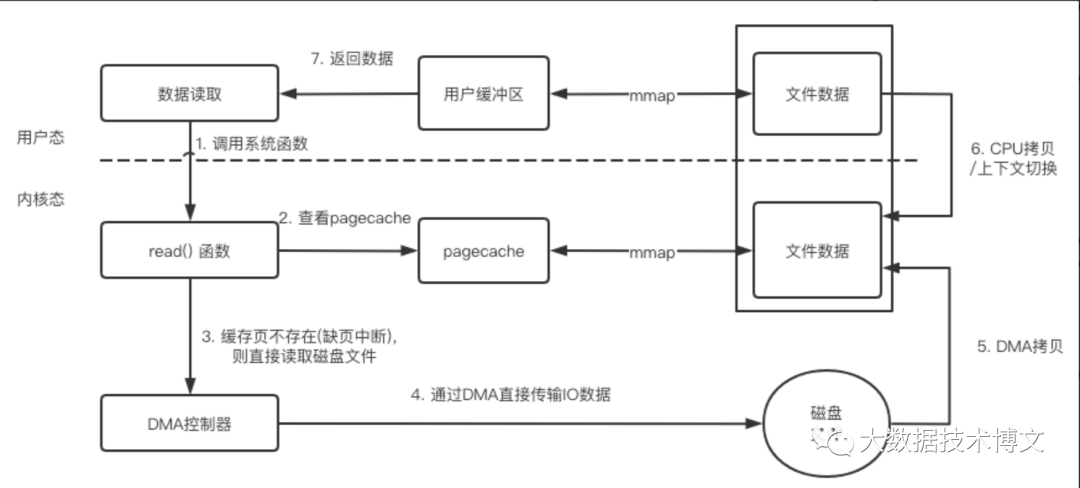 7. 返回数据
数据读取
用户缓冲区
mmap
文件数据
用户态
1. 调用系统函数
6. CPU拷贝
/上下文切换
内核态
2. 查看pagecache
read() 函数
pagecache
mmap
文件数据
3. 缓存页不存在(缺页中断),
则直接读取磁盘文件
5. DMA拷贝
4. 通过DMA直接传输IO数据
DMA控制器
磁盘
大数据技术博文